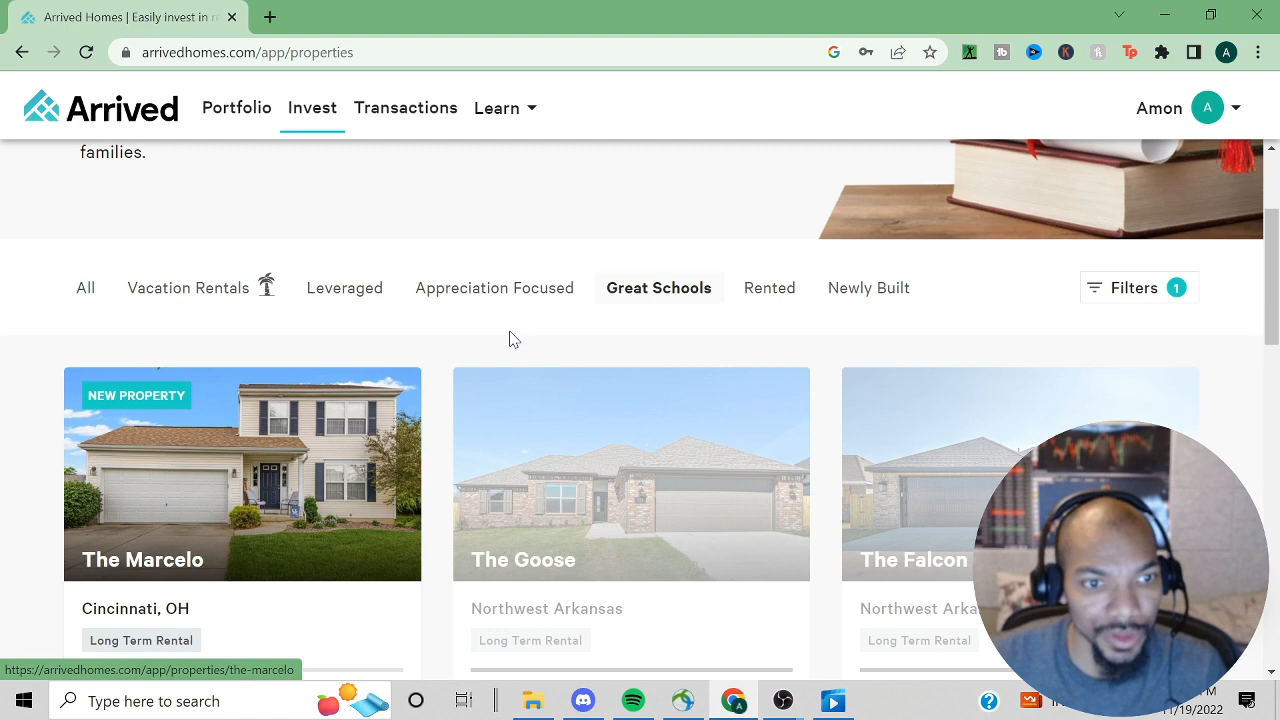 Arrived Homes | Easily invest in r
arrivedhomes.com/app/properties
Arrived
Portfolio
Invest
Transactions
Learn
Amon
A
families.
All
Vacation Rentals
Leveraged
Appreciation Focused
Great Schools
Rented
Newly Built
Filters 1
NEW PROPERTY
The Marcelo
The Goose
The Falcon
Cincinnati, OH
Northwest Arkansas
Northwest Arka
Long Term Rental
Long Term Rental
Long Term Rental
https://arrivedhomes.com/app/properties/the-marcelo
Type here to search
/19/2022